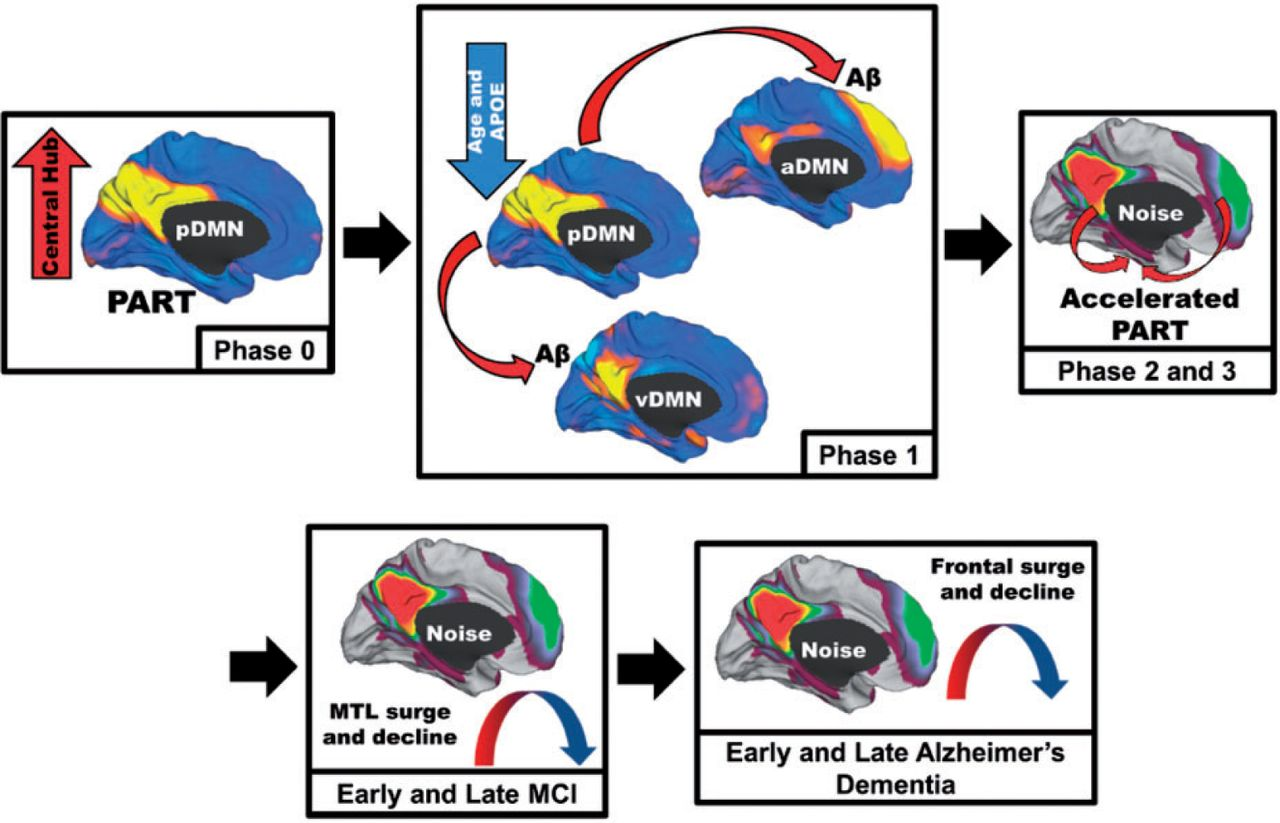 Central Hub
pDMN
PART
Phase 0
Age and
APOE
Aβ
aDMN
pDMN
Aβ
vDMN
Phase 1
Noise
Accelerated
PART
Phase 2 and 3
Noise
MTL surge
and decline
Early and Late MCI
Frontal surge
and decline
Noise
Early and Late Alzheimer’s
Dementia